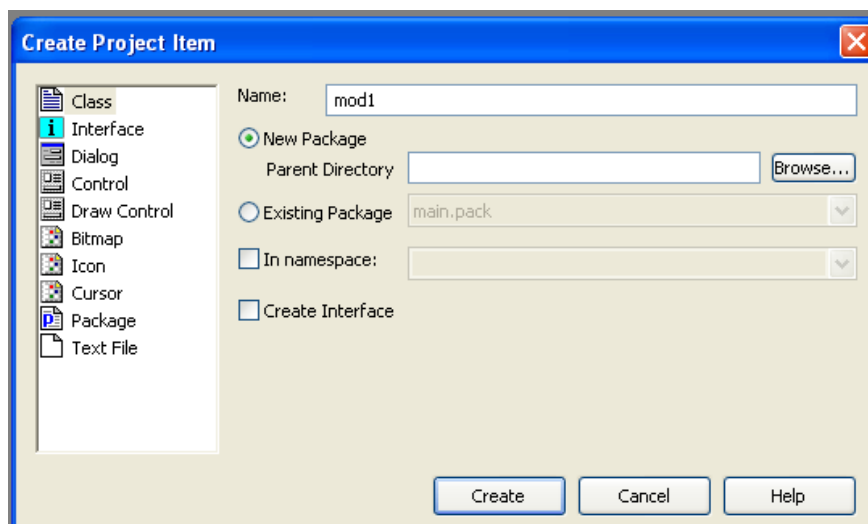 Create Project Item
Class
Interface
Dialog
Control
Draw Control
Bitmap
Icon
Cursor
Package
Text File
Name: mod1
New Package
Parent Directory Browse...
Existing Package main.pack
In namespace:
Create Interface
Create Cancel Help